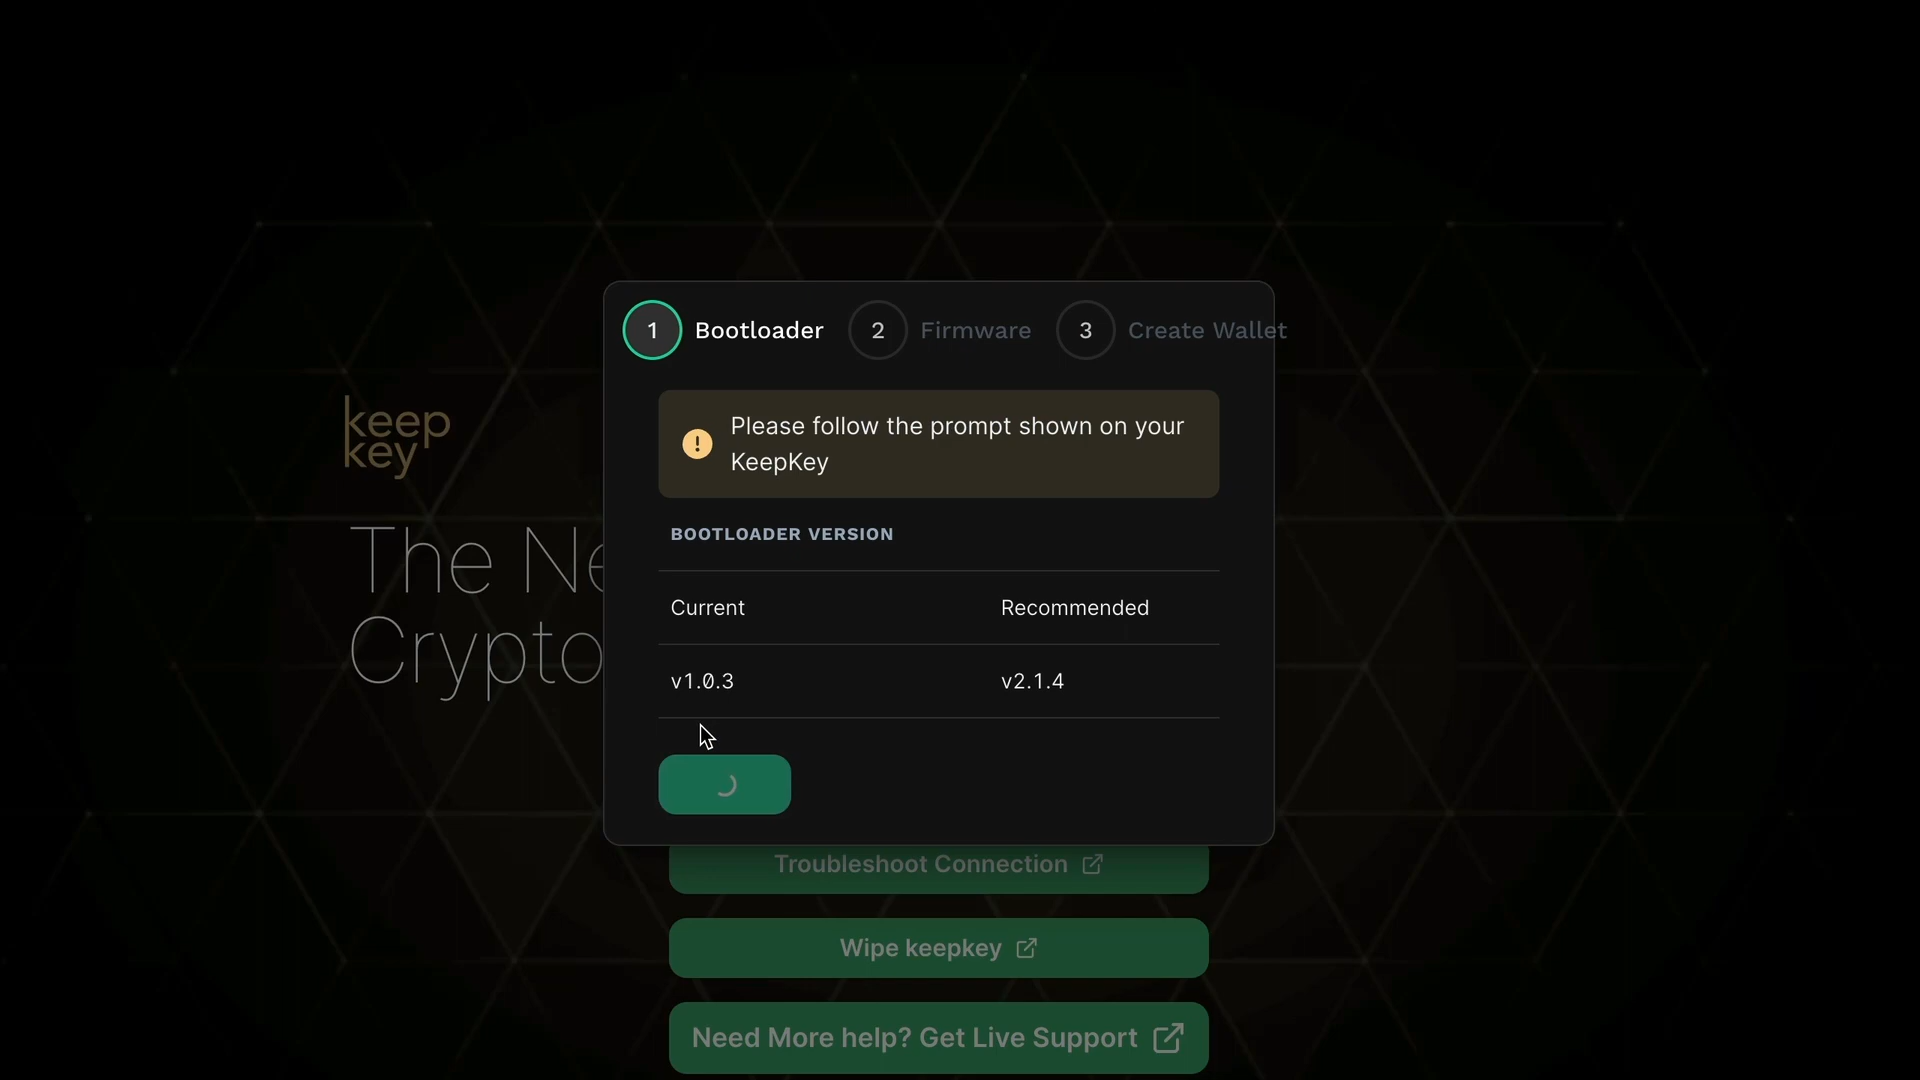 1 Bootloader 2 Firmware 3 Create Wallet
! Please follow the prompt shown on your
KeepKey
BOOTLOADER VERSION
Current Recommended
v1.0.3 v2.1.4
keep
key
The Ne
Crypto
Troubleshoot Connection
Wipe keepkey
Need More help? Get Live Support